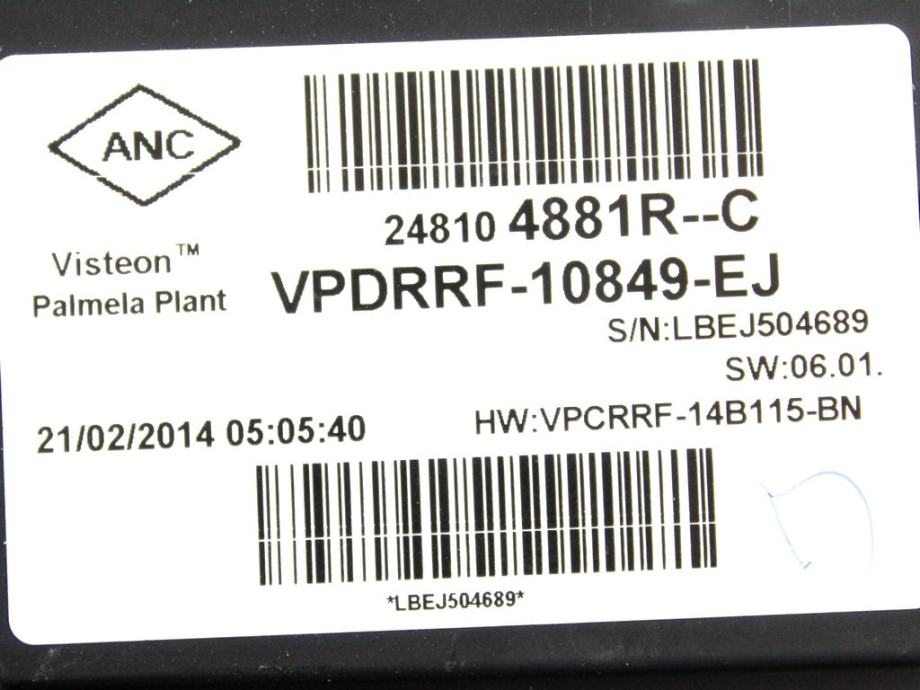 ANC
Visteon™
Palmela Plant
24810 4881R--C
VPDRRF-10849-EJ
S/N:LBEJ504689
SW:06.01.
HW:VPCRRF-14B115-BN
21/02/2014 05:05:40
*LBEJ504689*